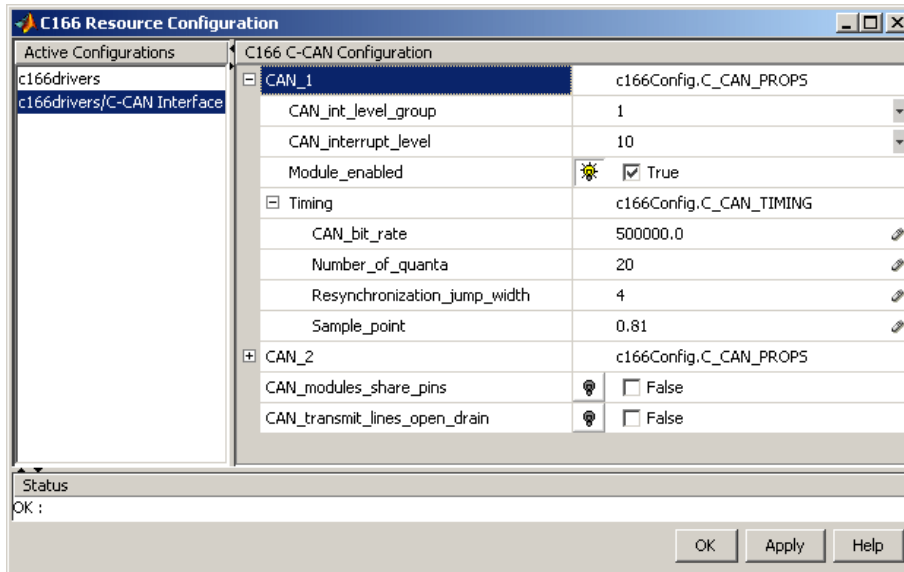 C166 Resource Configuration
Active Configurations
c166drivers
c166drivers/C-CAN Interface
C166 C-CAN Configuration
CAN_1 c166Config.C_CAN_PROPS
CAN_int_level_group 1
CAN_interrupt_level 10
Module_enabled True
Timing c166Config.C_CAN_TIMING
CAN_bit_rate 500000.0
Number_of_quanta 20
Resynchronization_jump_width 4
Sample_point 0.81
CAN_2 c166Config.C_CAN_PROPS
CAN_modules_share_pins False
CAN_transmit_lines_open_drain False
Status
OK :
OK Apply Help